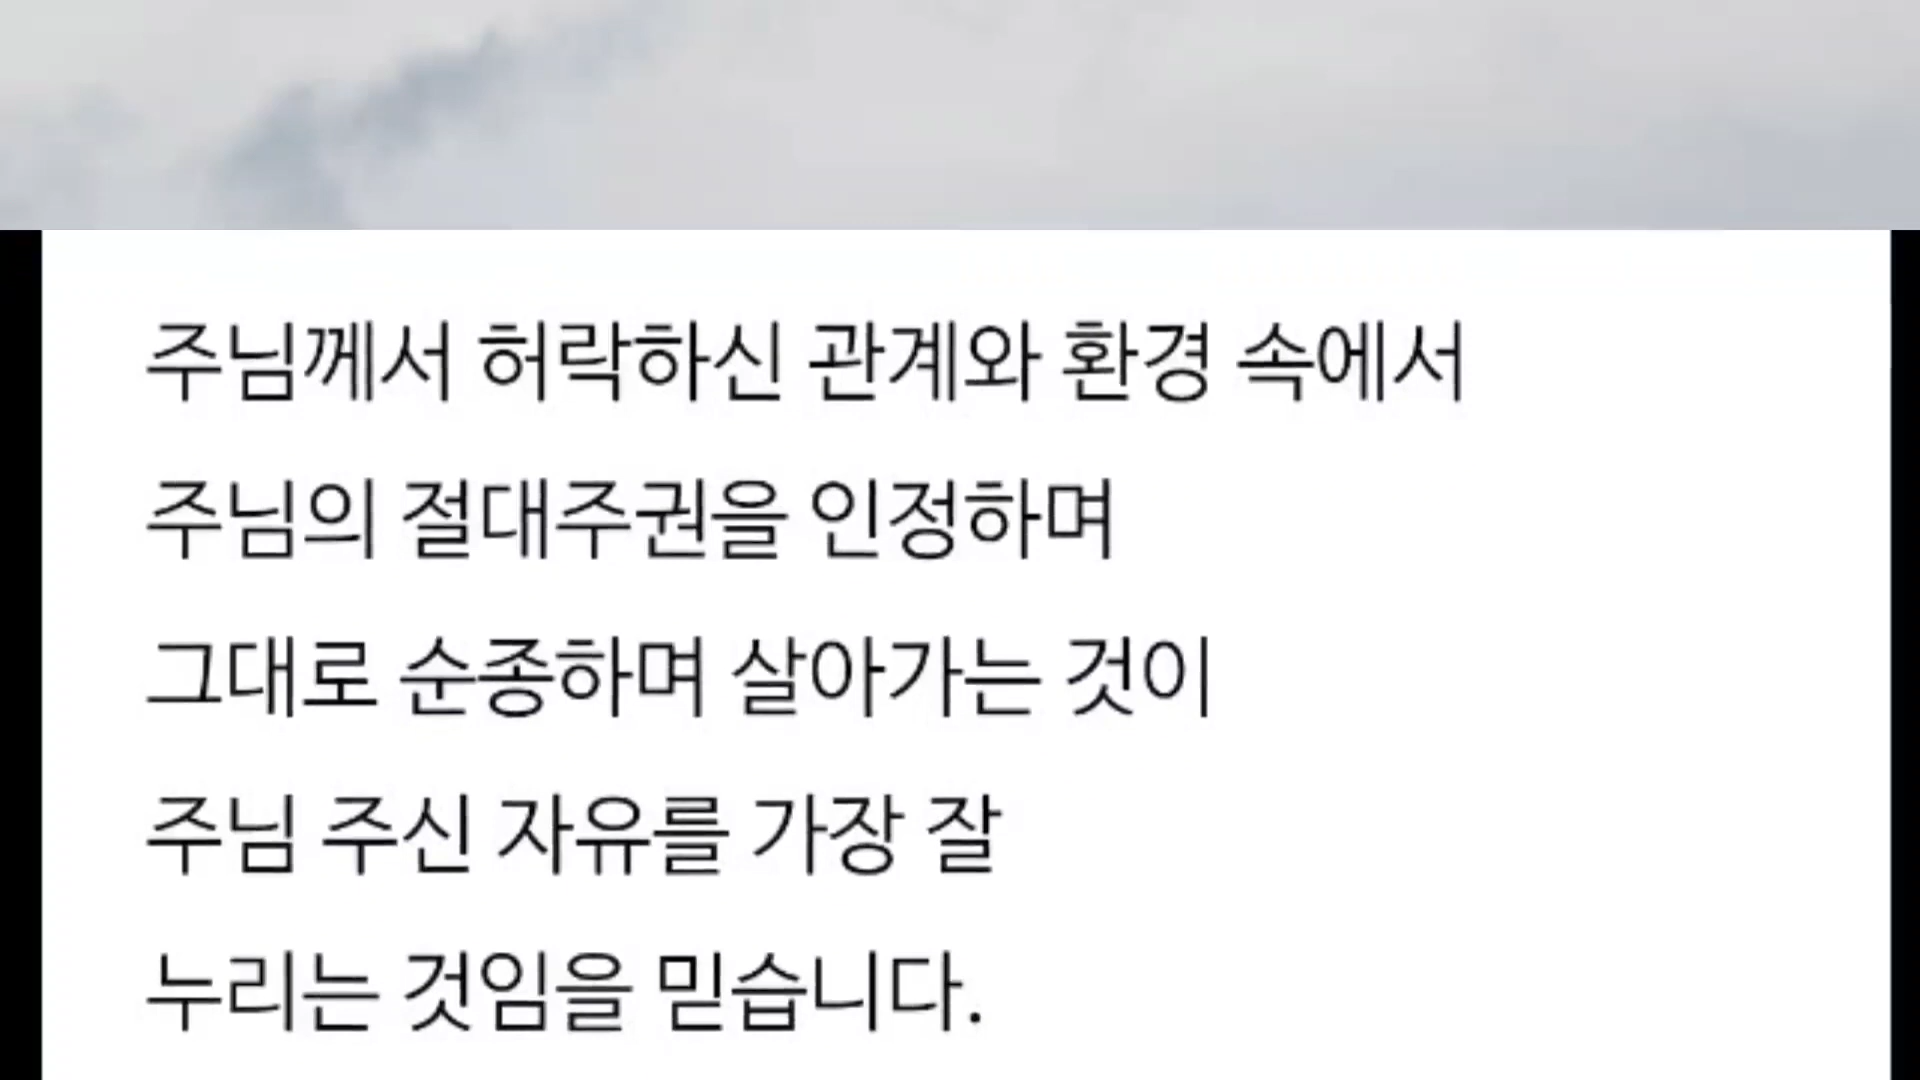 주님께서 허락하신 관계와 환경 속에서
주님의 절대주권을 인정하며
그대로 순종하며 살아가는 것이
주님 주신 자유를 가장 잘
누리는 것임을 믿습니다.